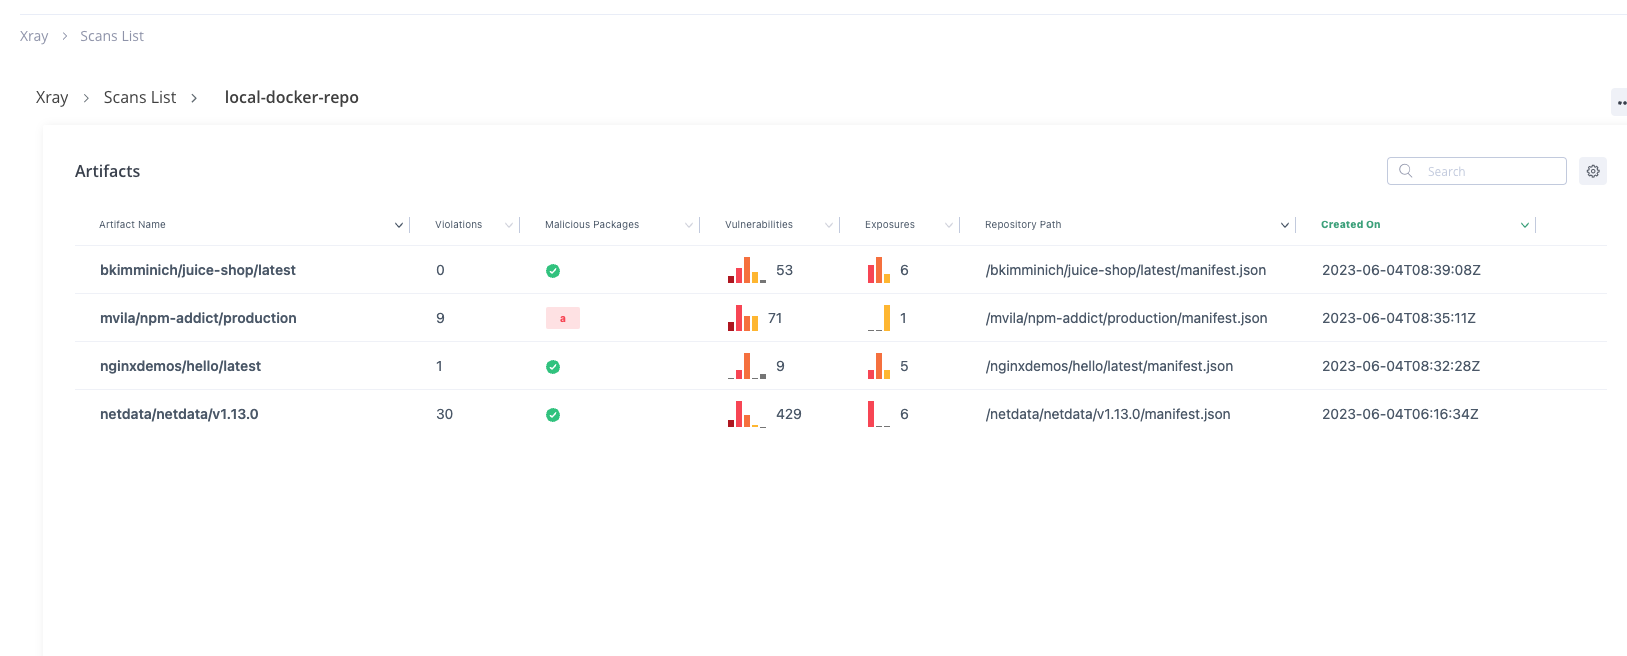 Xray > Scans List
Xray > Scans List > local-docker-repo
Artifacts
Search
Artifact Name Violations Malicious Packages Vulnerabilities Exposures Repository Path Created On
bkimminich/juice-shop/latest 0 53 6 /bkimminich/juice-shop/latest/manifest.json 2023-06-04T08:39:08Z
mvila/npm-addict/production 9 a 71 1 /mvila/npm-addict/production/manifest.json 2023-06-04T08:35:11Z
nginxdemos/hello/latest 1 9 5 /nginxdemos/hello/latest/manifest.json 2023-06-04T08:32:28Z
netdata/netdata/v1.13.0 30 429 6 /netdata/netdata/v1.13.0/manifest.json 2023-06-04T06:16:34Z